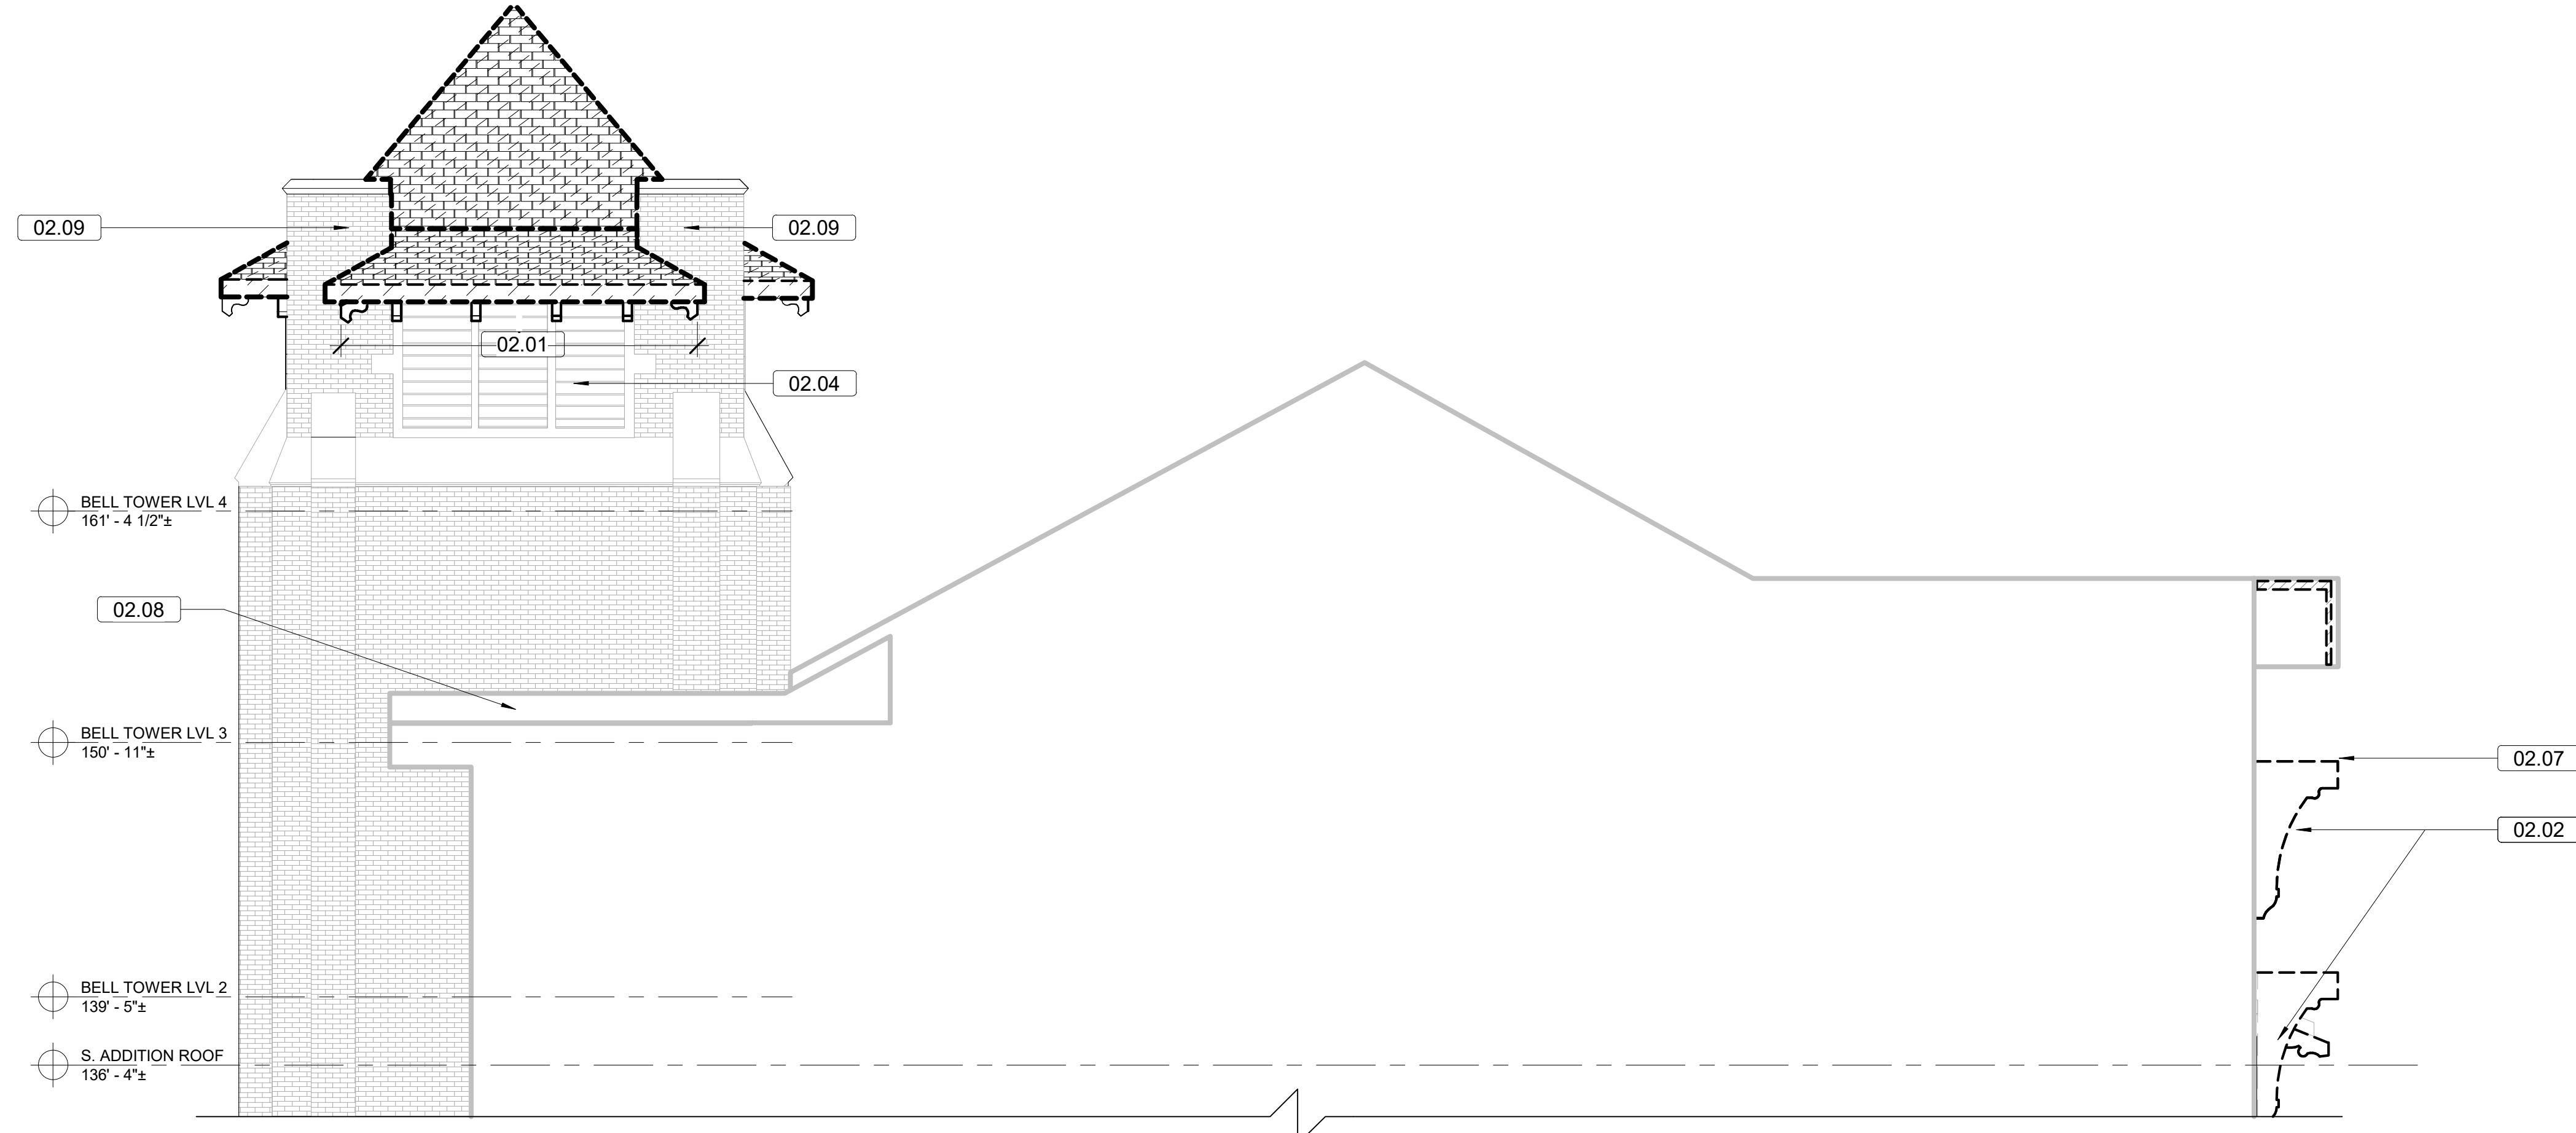 02.09
02.09
02.01
02.04
BELL TOWER LVL 4
161' - 4 1/2"±
02.08
BELL TOWER LVL 3
150' - 11"±
02.07
02.02
BELL TOWER LVL 2
139' - 5"±
S. ADDITION ROOF
136' - 4"±